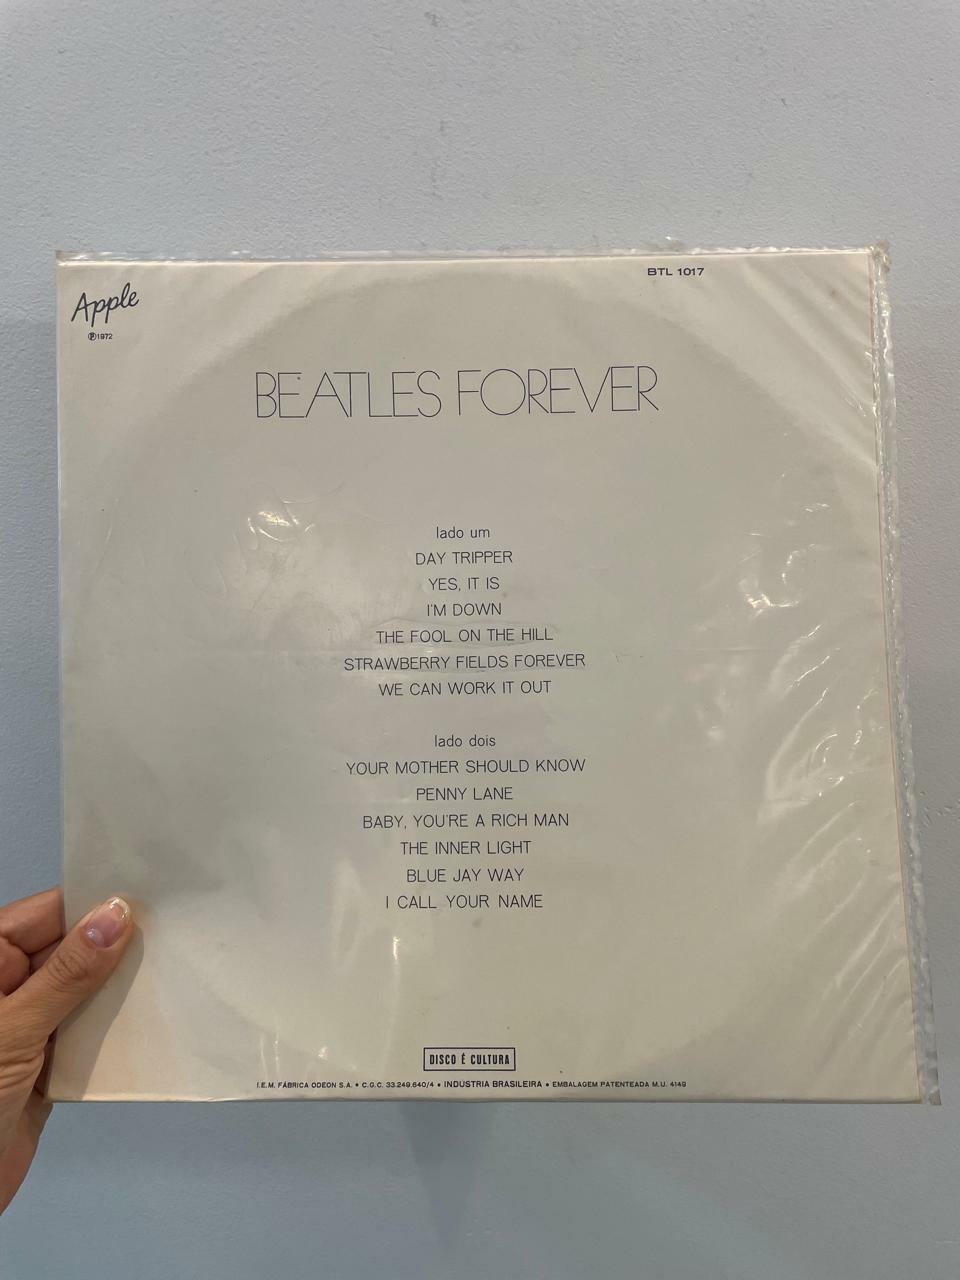 BTL 1017
Apple
Ⓟ1972
BEATLES FOREVER
lado um
DAY TRIPPER
YES, IT IS
I'M DOWN
THE FOOL ON THE HILL
STRAWBERRY FIELDS FOREVER
WE CAN WORK IT OUT
lado dois
YOUR MOTHER SHOULD KNOW
PENNY LANE
BABY, YOU'RE A RICH MAN
THE INNER LIGHT
BLUE JAY WAY
I CALL YOUR NAME
DISCO É CULTURA
I.E.M. FÁBRICA ODEON S.A. • C.G.C. 33.249.640/4 • INDUSTRIA BRASILEIRA • EMBALAGEM PATENTEADA M.U. 4149